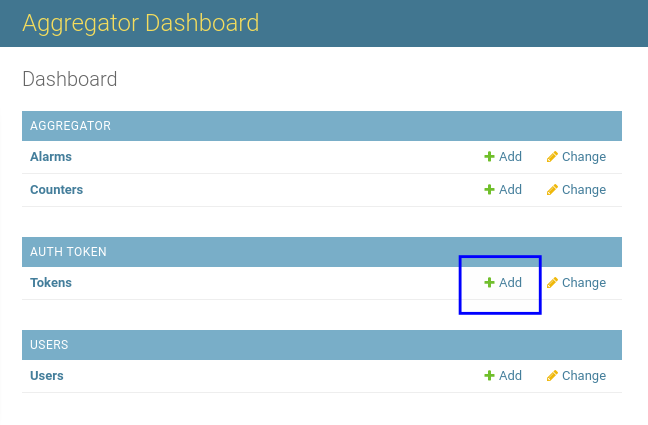 Aggregator Dashboard
Dashboard
AGGREGATOR
Alarms Add Change
Counters Add Change
AUTH TOKEN
Tokens Add Change
USERS
Users Add Change